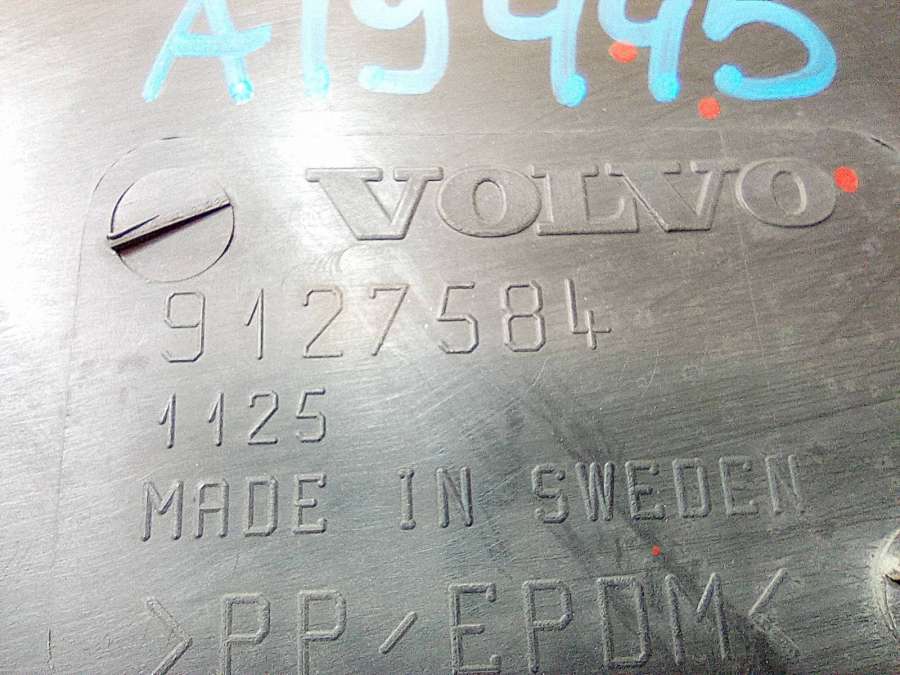 A19445
VOLVO
9127584
1125
MADE IN SWEDEN
>PP/EPDM<